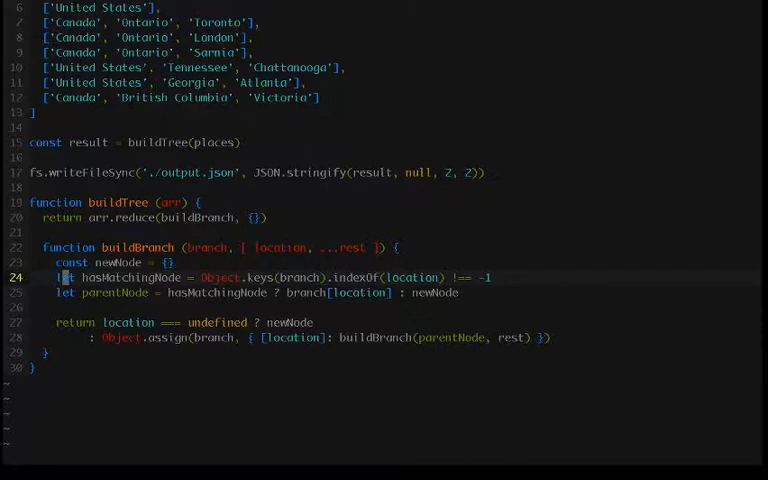 6 ['United States'],
7 ['Canada', 'Ontario', 'Toronto'],
8 ['Canada', 'Ontario', 'London'],
9 ['Canada', 'Ontario', 'Sarnia'],
10 ['United States', 'Tennessee', 'Chattanooga'],
11 ['United States', 'Georgia', 'Atlanta'],
12 ['Canada', 'British Columbia', 'Victoria']
13 ]
14
15 const result = buildTree(places)
16
17 fs.writeFileSync('./output.json', JSON.stringify(result, null, 2, 2))
18
19 function buildTree (arr) {
20 return arr.reduce(buildBranch, {})
21
22 function buildBranch (branch, [ location, ...rest ]) {
23 const newNode = {}
24 let hasMatchingNode = Object.keys(branch).indexOf(location) !== -1
25 let parentNode = hasMatchingNode ? branch[location] : newNode
26
27 return location === undefined ? newNode
28 : Object.assign(branch, { [location]: buildBranch(parentNode, rest) })
29 }
30 }
~
~
~
~
~